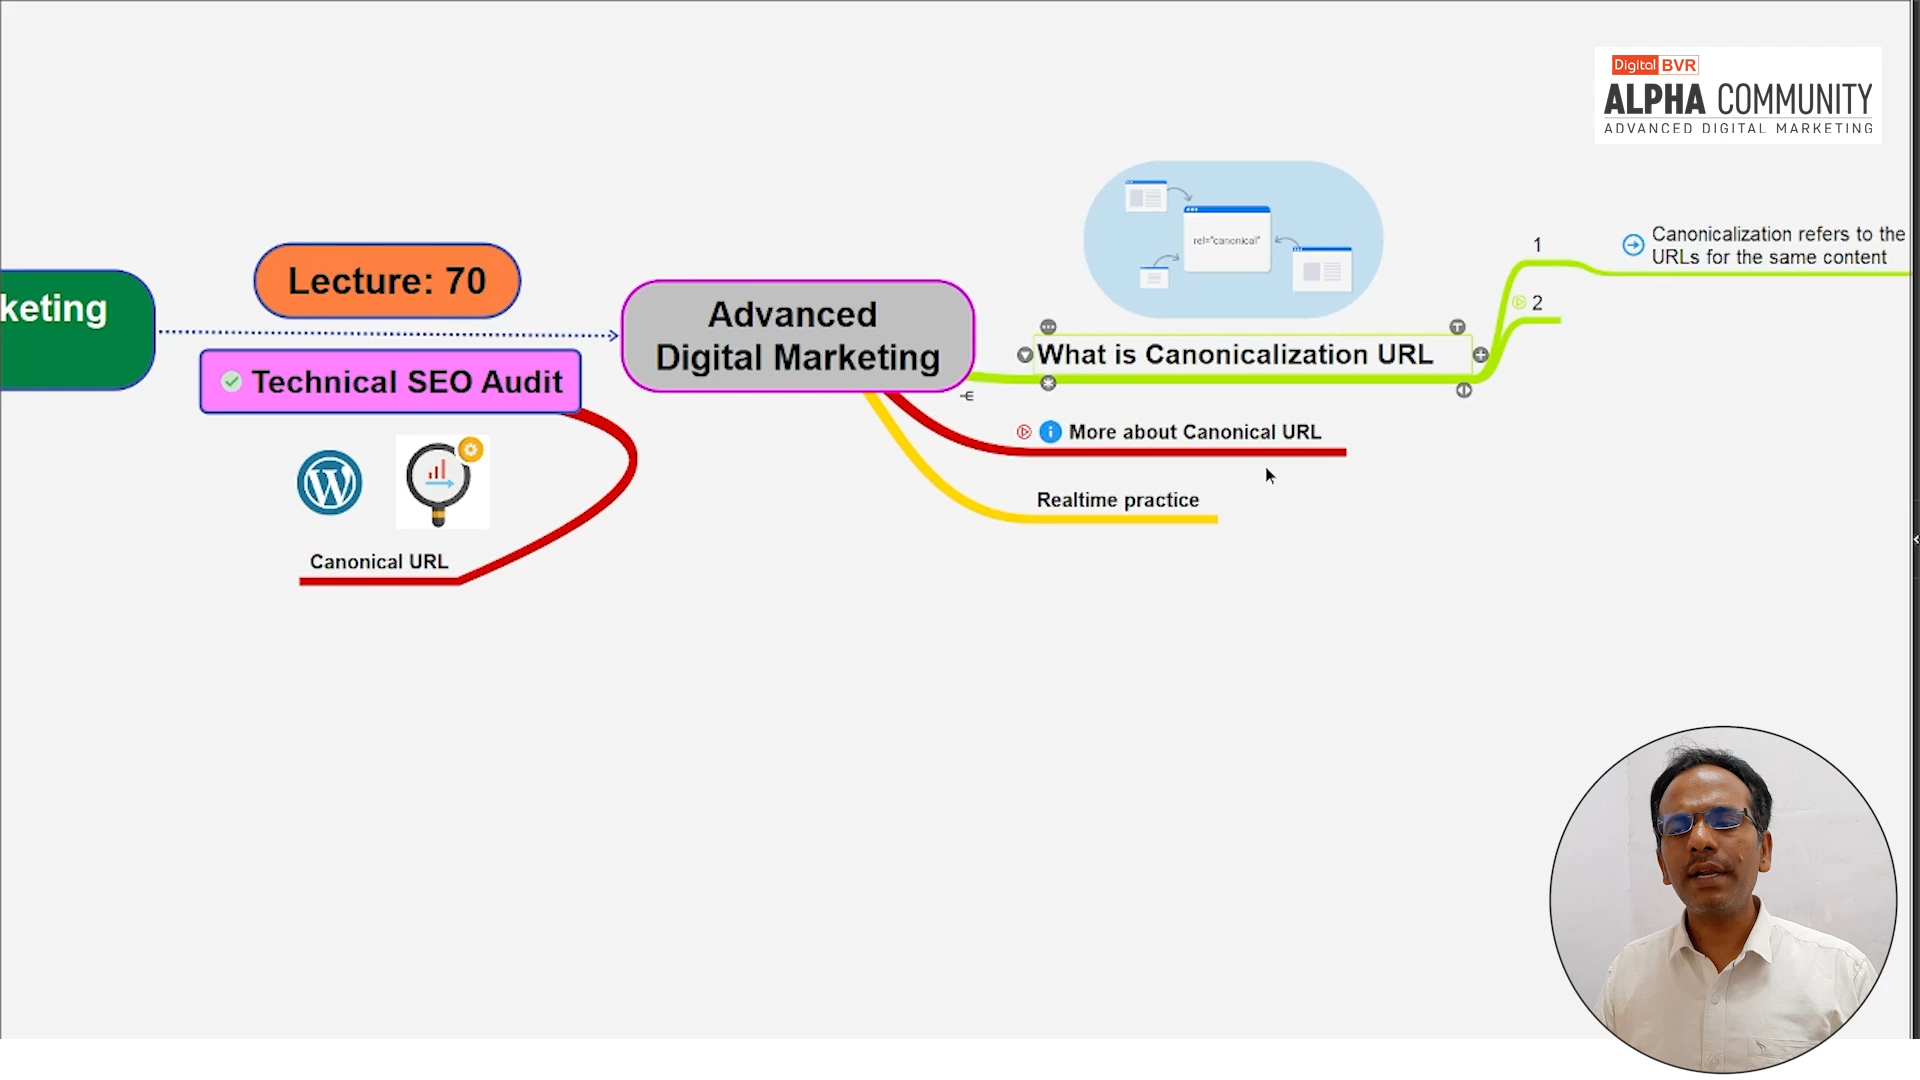 Digital BVR
ALPHA COMMUNITY
ADVANCED DIGITAL MARKETING
keting
Lecture: 70
Technical SEO Audit
Canonical URL
Advanced
Digital Marketing
rel="canonical"
What is Canonicalization URL
1
Canonicalization refers to the
URLs for the same content
2
More about Canonical URL
Realtime practice